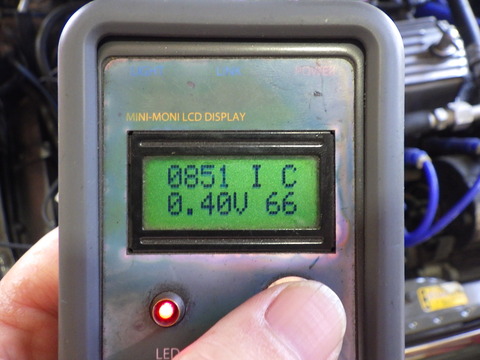 MINI-MONI LCD DISPLAY
0851 I C
0.40V 66
LED